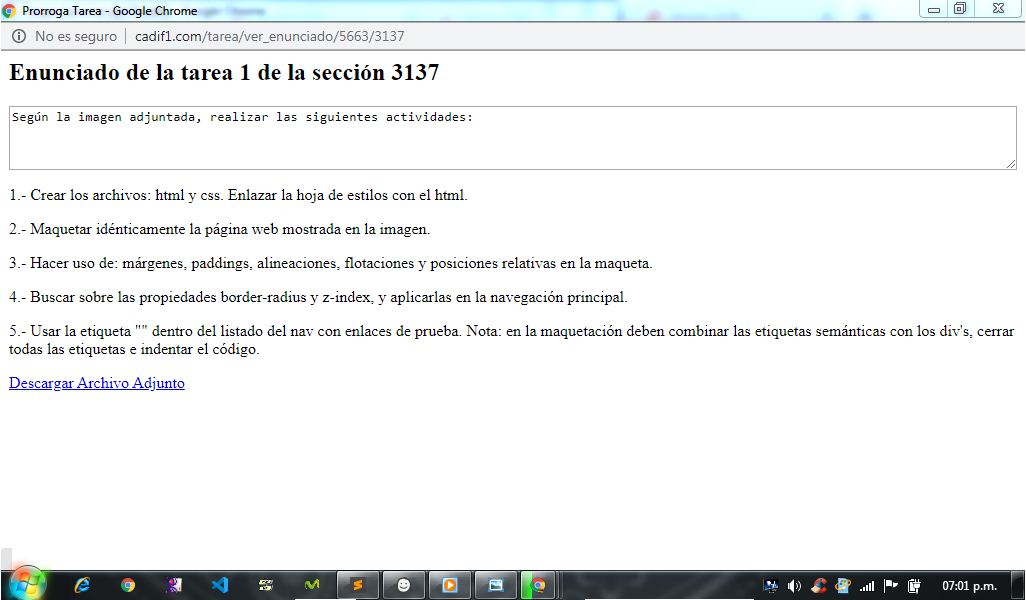 Prorroga Tarea - Google Chrome
No es seguro | cadif1.com/tarea/ver_enunciado/5663/3137
Enunciado de la tarea 1 de la sección 3137
Según la imagen adjuntada, realizar las siguientes actividades:
1.- Crear los archivos: html y css. Enlazar la hoja de estilos con el html.
2.- Maquetar idénticamente la página web mostrada en la imagen.
3.- Hacer uso de: márgenes, paddings, alineaciones, flotaciones y posiciones relativas en la maqueta.
4.- Buscar sobre las propiedades border-radius y z-index, y aplicarlas en la navegación principal.
5.- Usar la etiqueta "" dentro del listado del nav con enlaces de prueba. Nota: en la maquetación deben combinar las etiquetas semánticas con los div's, cerrar
todas las etiquetas e indentar el código.
Descargar Archivo Adjunto
07:01 p.m.